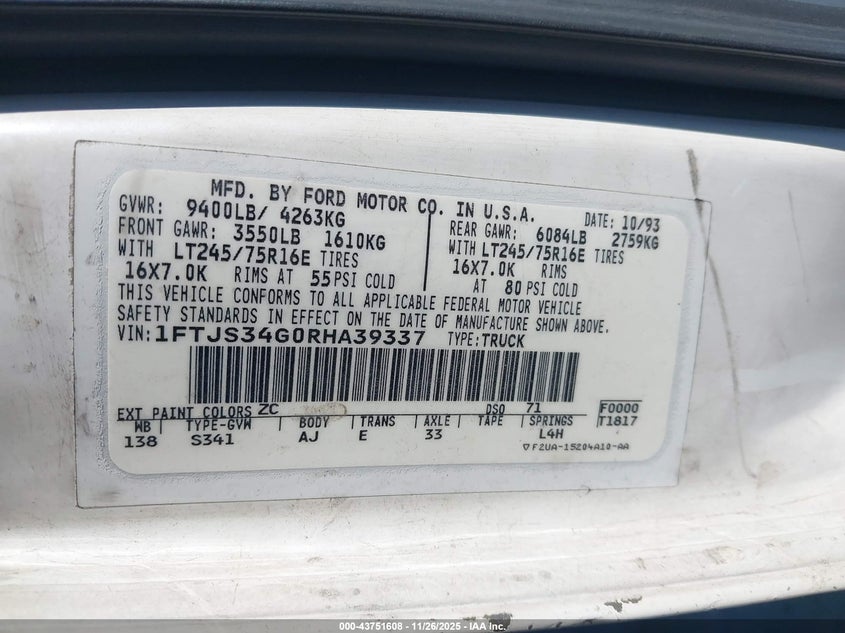 MFD. BY FORD MOTOR CO. IN U.S.A.
GVWR: 9400LB/ 4263KG DATE: 10/93
FRONT GAWR: 3550LB 1610KG REAR GAWR: 6084LB 2759KG
WITH LT245/75R16E TIRES WITH LT245/75R16E TIRES
16X7.0K RIMS AT 55 PSI COLD 16X7.0K RIMS
AT 80 PSI COLD
THIS VEHICLE CONFORMS TO ALL APPLICABLE FEDERAL MOTOR VEHICLE
SAFETY STANDARDS IN EFFECT ON THE DATE OF MANUFACTURE SHOWN ABOVE.
VIN: 1FTJS34G0RHA39337 TYPE: TRUCK
EXT PAINT COLORS ZC DSO 71 F0000
WB TYPE-GVW BODY TRANS AXLE TAPE SPRINGS T1817
138 S341 AJ E 33 L4H
F2UA-15204A10-AA
000-43751608 - 11/26/2025 - IAA, Inc.